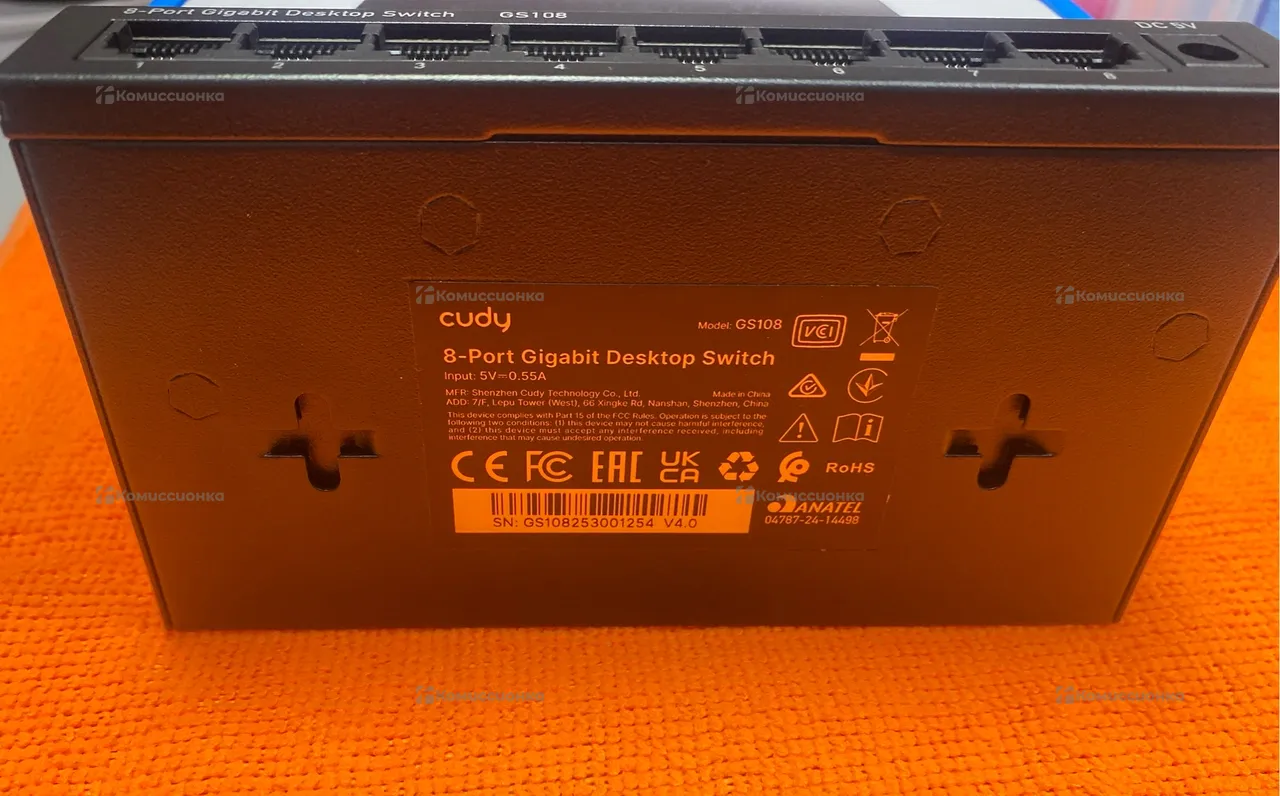 8-Port Gigabit Desktop Switch GS108
DC 5V
1 2 3 4 5 6 7 8
Комиссионка Комиссионка
Комиссионка Комиссионка
cudy
Model: GS108
VCCI
8-Port Gigabit Desktop Switch
Input: 5V⎓0.55A
MFR: Shenzhen Cudy Technology Co., Ltd. Made in China
ADD: 7/F, Lepu Tower (West), 66 Xingke Rd, Nanshan, Shenzhen, China
This device complies with Part 15 of the FCC Rules. Operation is subject to the
following two conditions: (1) this device may not cause harmful interference,
and (2) this device must accept any interference received, including
interference that may cause undesired operation.
CE FCC EAC UKCA RoHS
Комиссионка Комиссионка
SN: GS108253001254 V4.0
ANATEL
04787-24-14498
Комиссионка Комиссионка